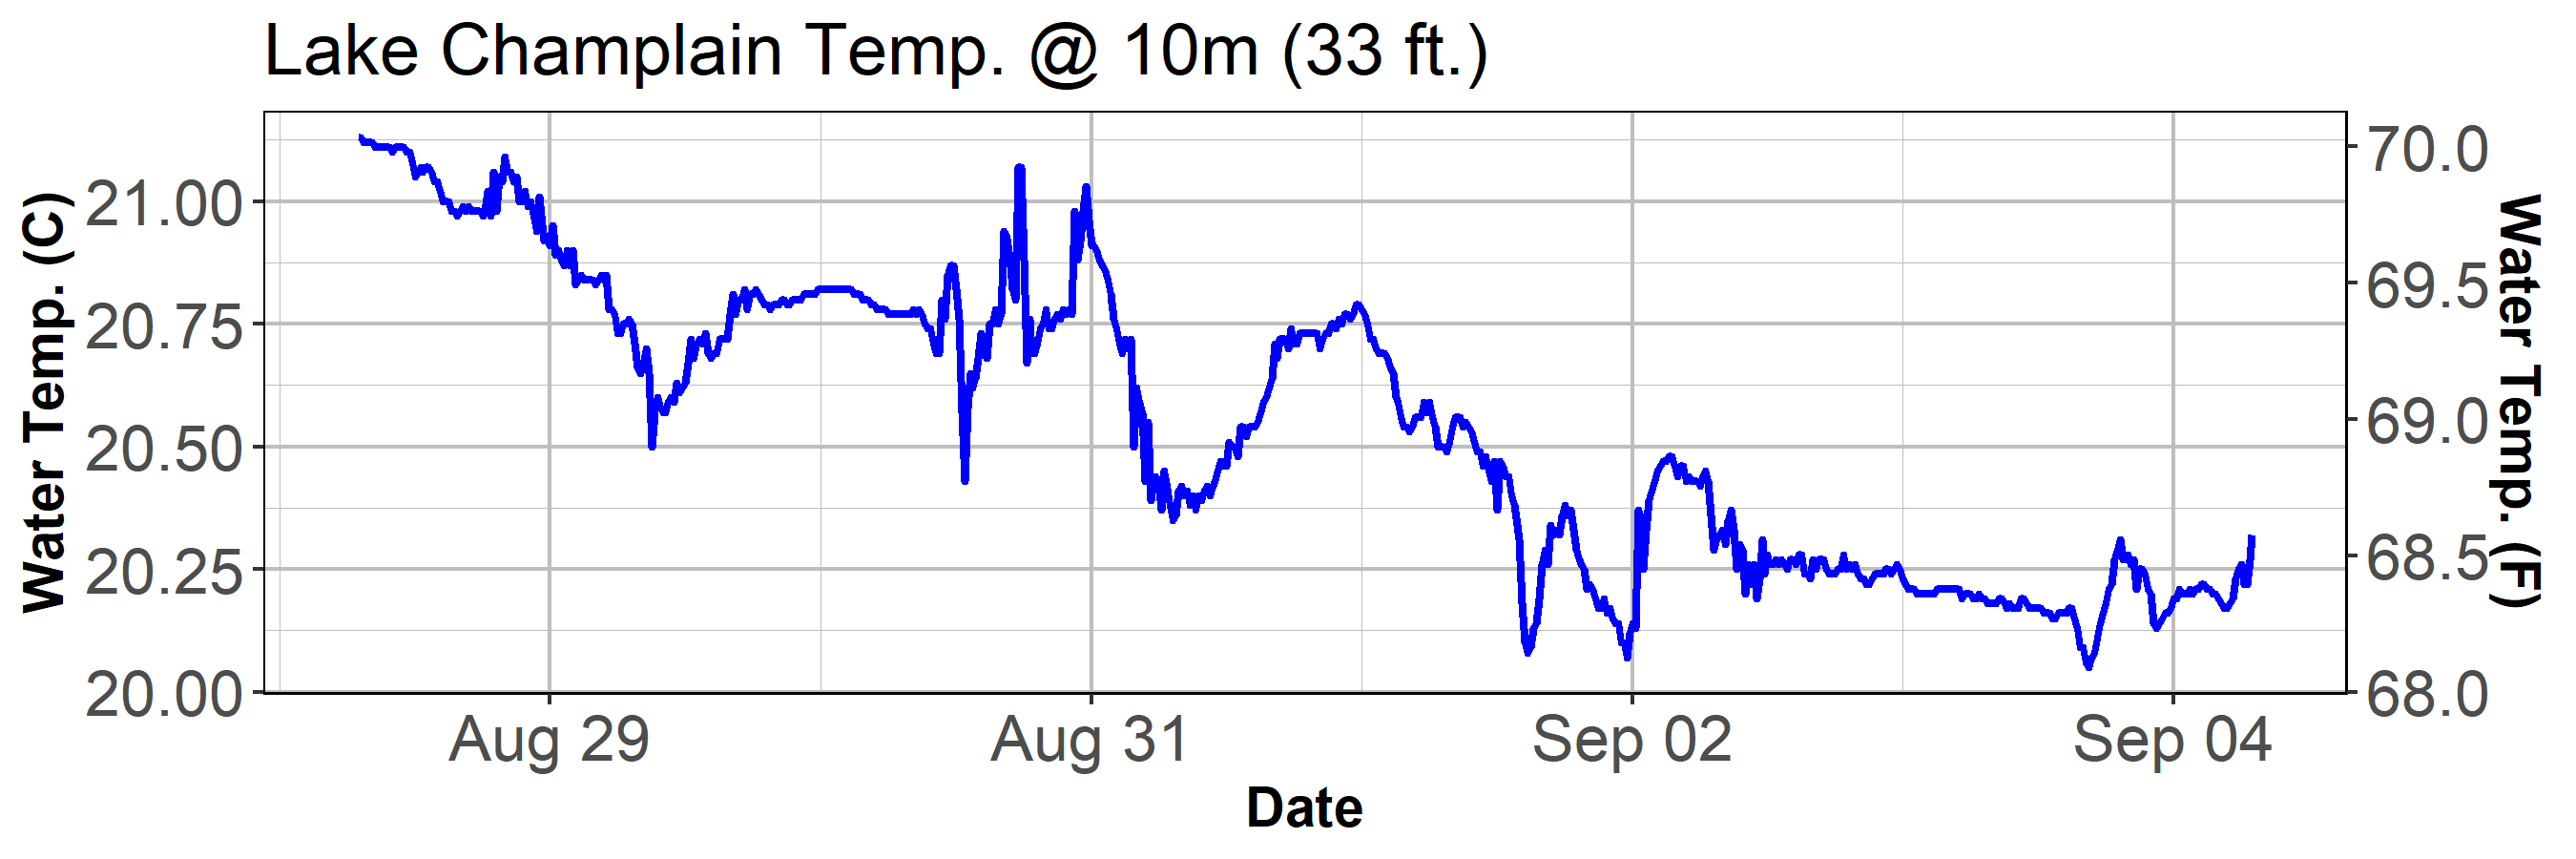 Lake Champlain Temp. @ 10m (33 ft.)
Water Temp. (C)
21.00
20.75
20.50
20.25
20.00
70.0
69.5
69.0
68.5
68.0
Water Temp. (F)
Aug 29
Aug 31
Sep 02
Sep 04
Date